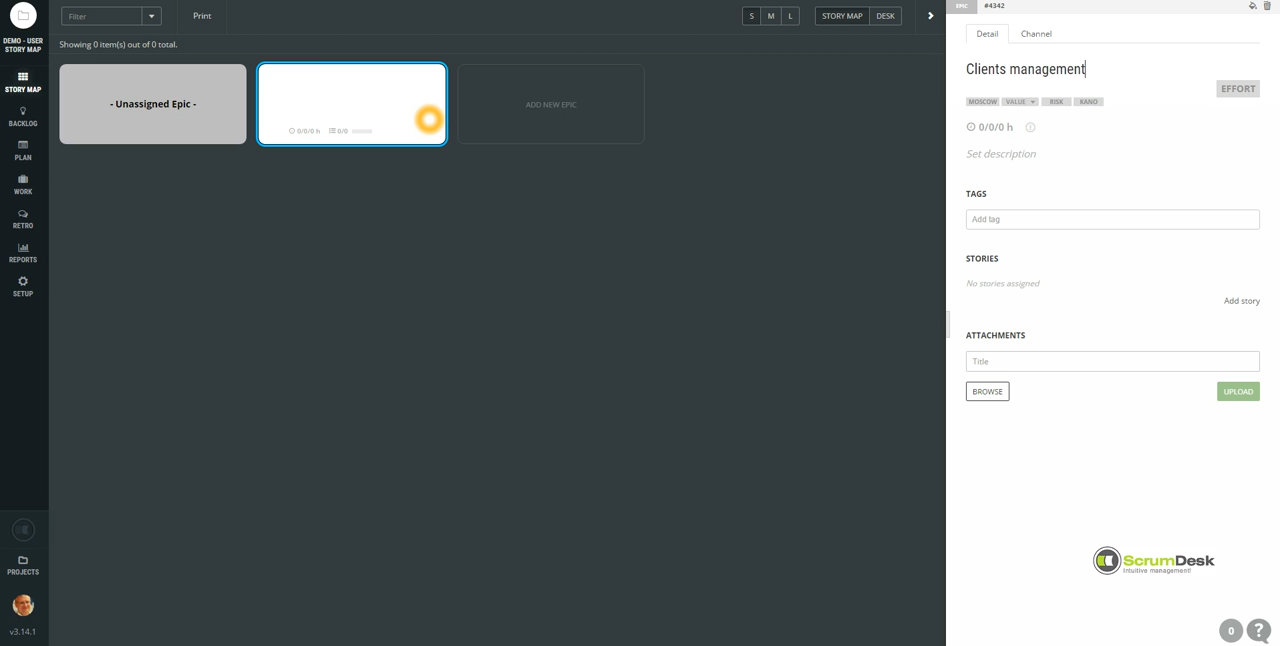 DEMO - USER
STORY MAP
STORY MAP
BACKLOG
PLAN
WORK
RETRO
REPORTS
SETUP
PROJECTS
v3.14.1
Filter
Print
S M L
STORY MAP DESK
Showing 0 item(s) out of 0 total.
- Unassigned Epic -
0/0/0 h 0/0
ADD NEW EPIC
EPIC #4342
Detail Channel
Clients management
EFFORT
MOSCOW VALUE RISK KANO
0/0/0 h
Set description
TAGS
Add tag
STORIES
No stories assigned
Add story
ATTACHMENTS
Title
BROWSE UPLOAD
ScrumDesk
Intuitive management!
0 ?